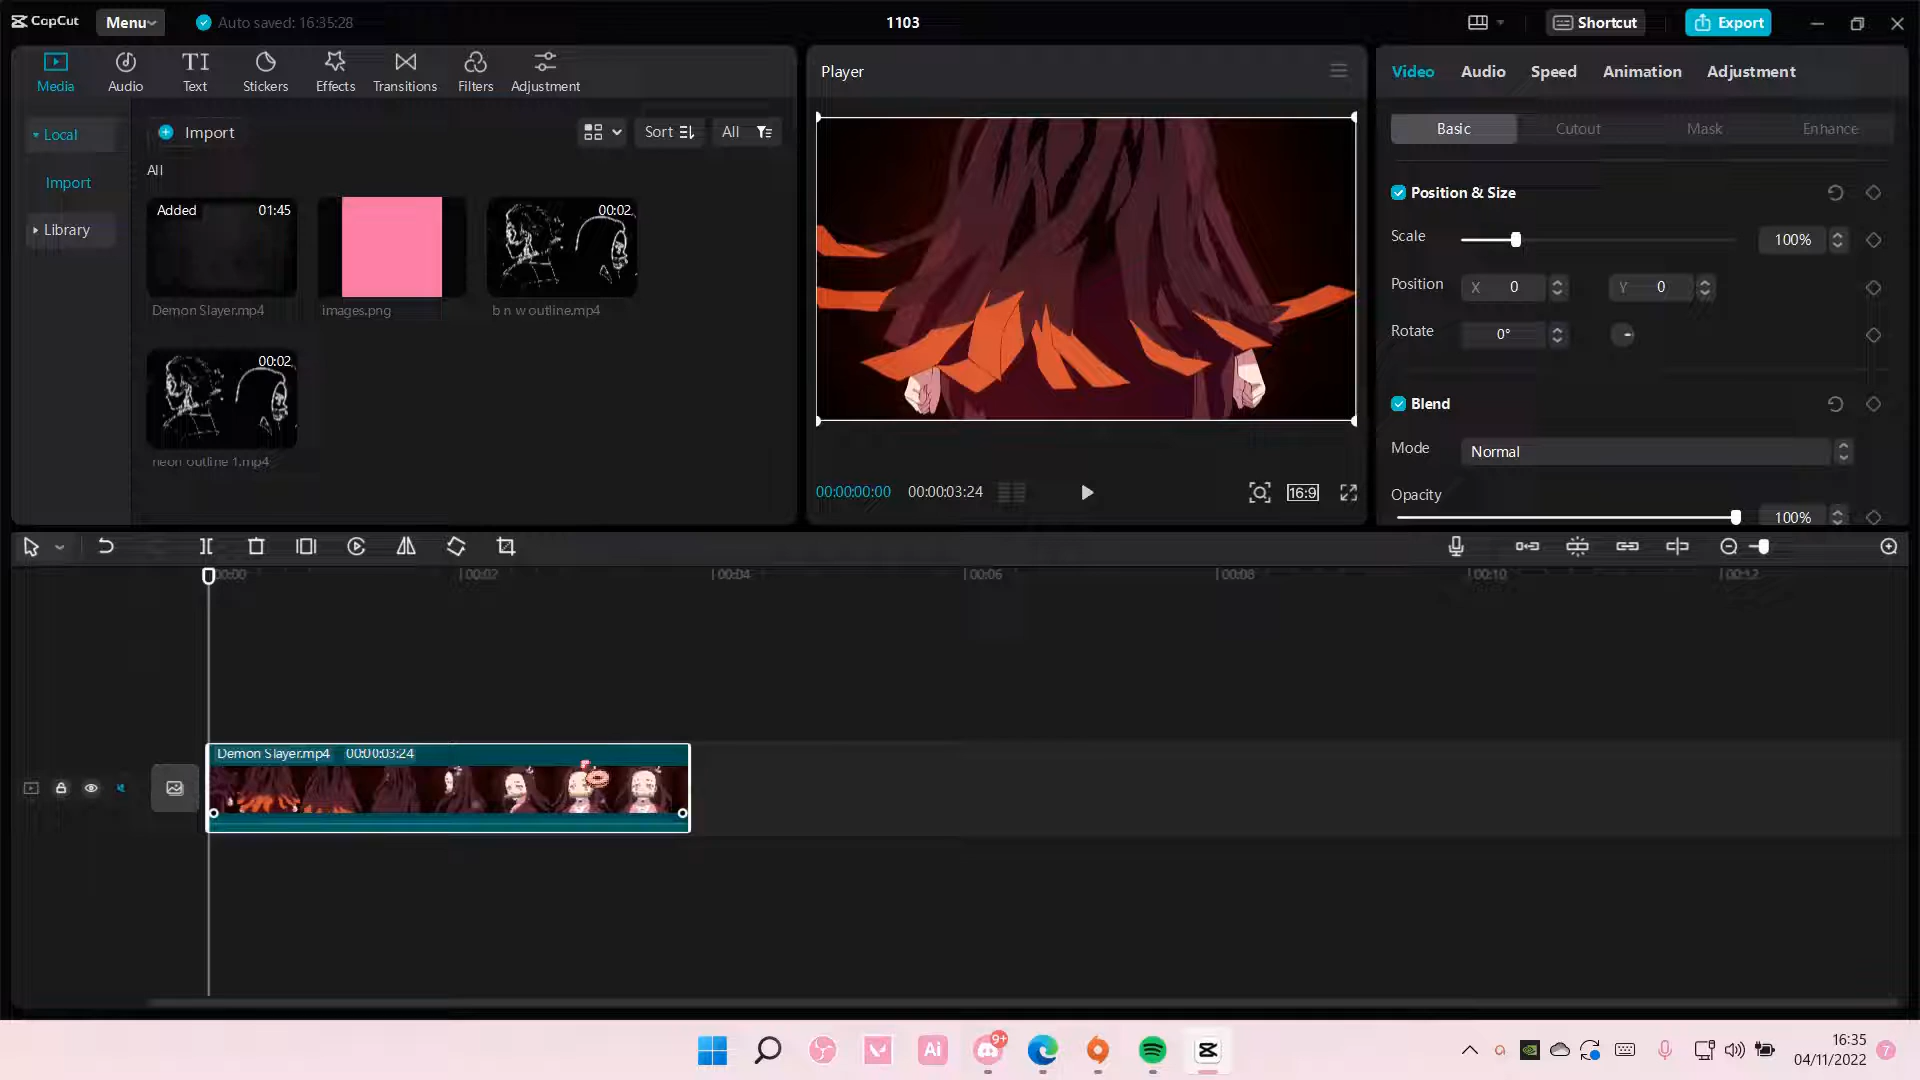 CapCut Menu Auto saved: 16:35:28 1103 Shortcut Export
Media Audio Text Stickers Effects Transitions Filters Adjustment
Player
Video Audio Speed Animation Adjustment
Local Import Sort All
Basic Cutout Mask Enhance
Import All
Library
Added 01:45 00:02
Demon Slayer.mp4 images.png b n w outline.mp4
00:02
neon outline 1.mp4
Position & Size
Scale 100%
Position X 0 Y 0
Rotate 0°
Blend
Mode Normal
Opacity
100%
00:00:00:00 00:00:03:24 16:9
00:00 00:02 00:04 00:06 00:08 00:10 00:12
Demon Slayer.mp4 00:00:03:24
Ai 9+
16:35
04/11/2022 7